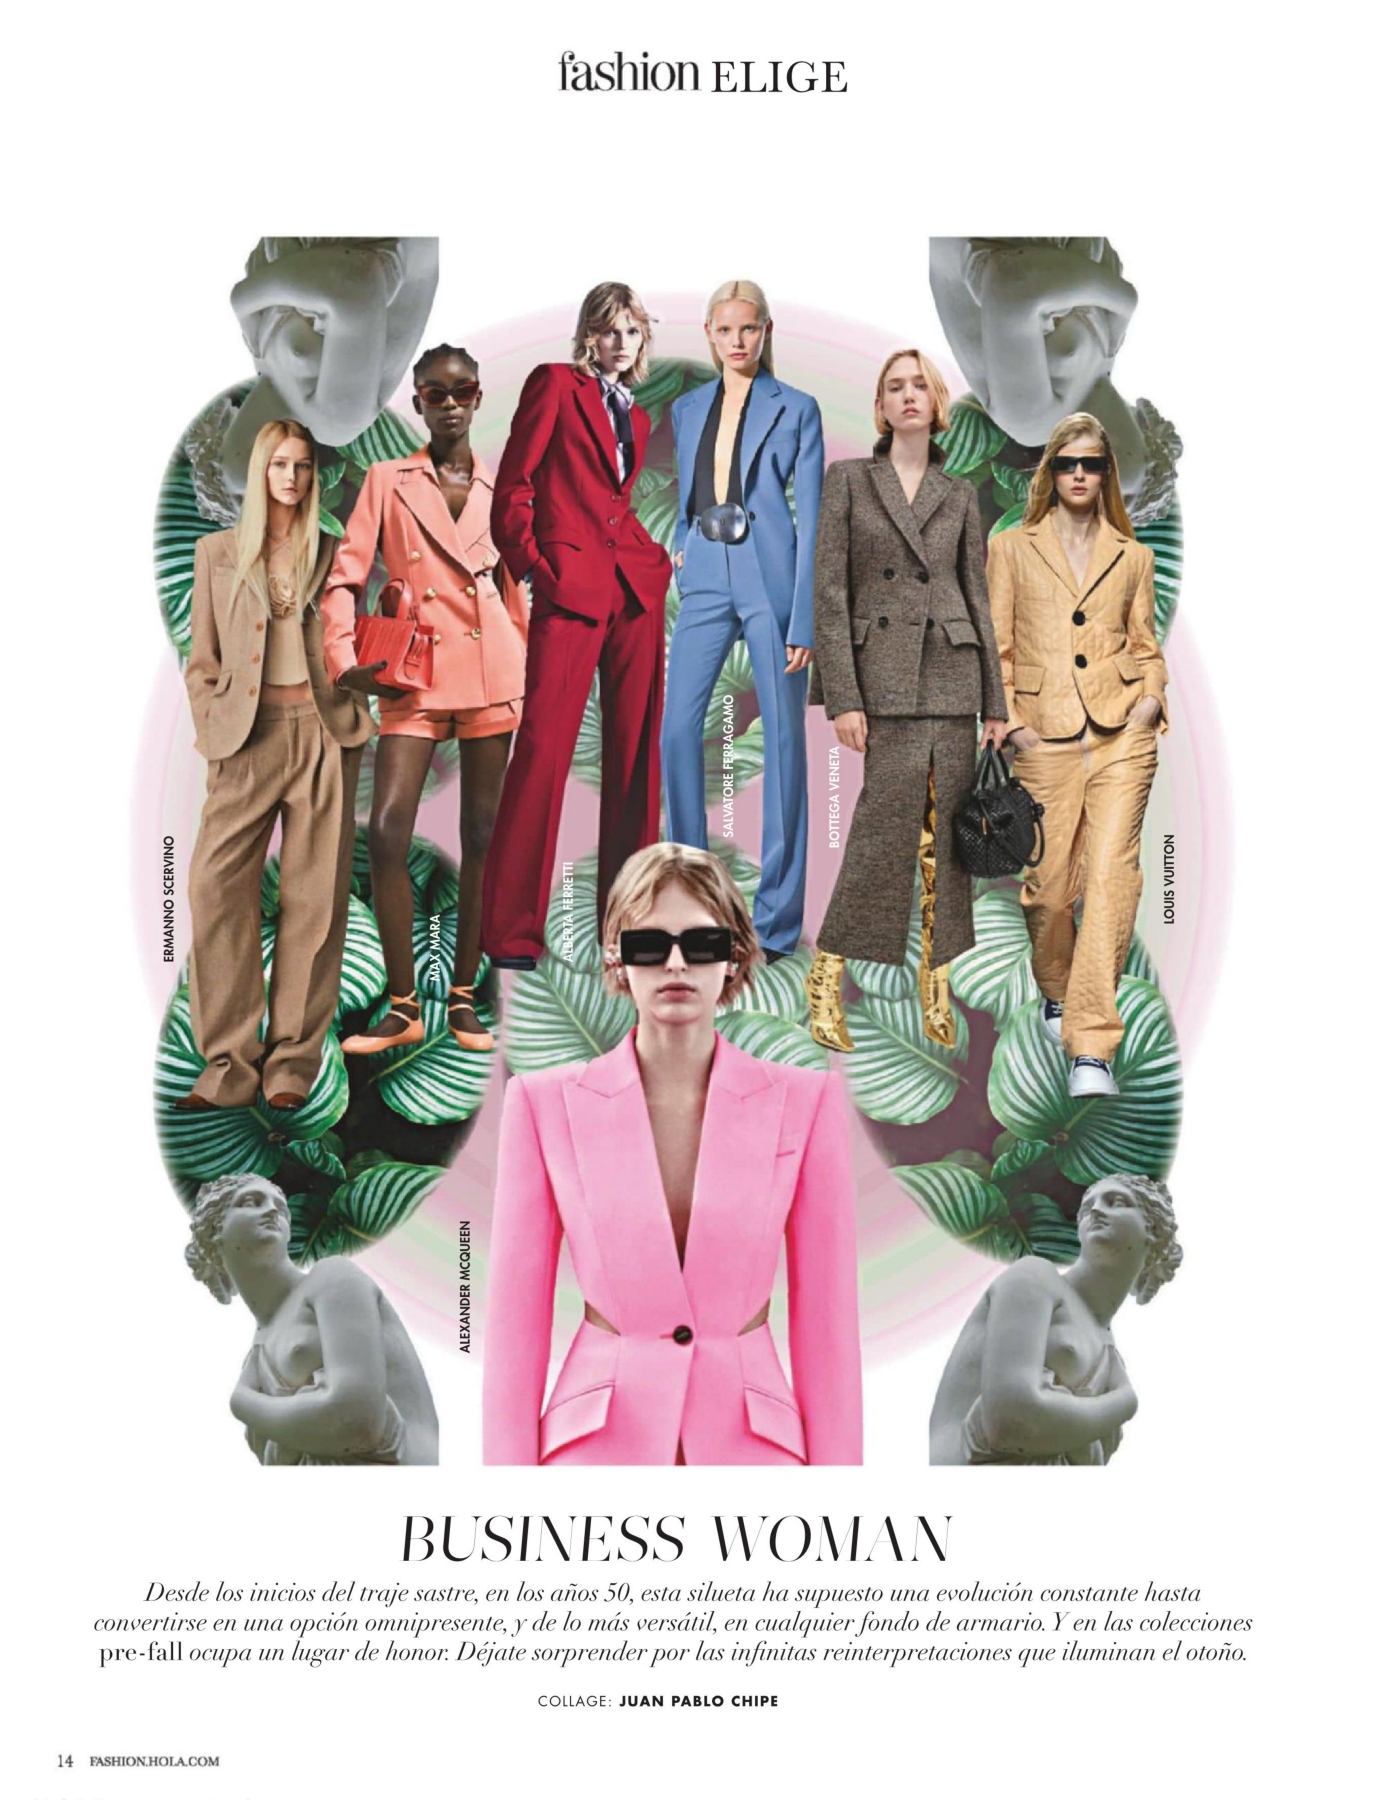 fashion ELIGE
ERMANNO SCERVINO
MAX MARA
ALBERTA FERRETTI
SALVATORE FERRAGAMO
BOTTEGA VENETA
LOUIS VUITTON
ALEXANDER MCQUEEN
BUSINESS WOMAN
Desde los inicios del traje sastre, en los años 50, esta silueta ha supuesto una evolución constante hasta
convertirse en una opción omnipresente, y de lo más versátil, en cualquier fondo de armario. Y en las colecciones
pre-fall ocupa un lugar de honor. Déjate sorprender por las infinitas reinterpretaciones que iluminan el otoño.
COLLAGE: JUAN PABLO CHIPE
14 FASHION.HOLA.COM